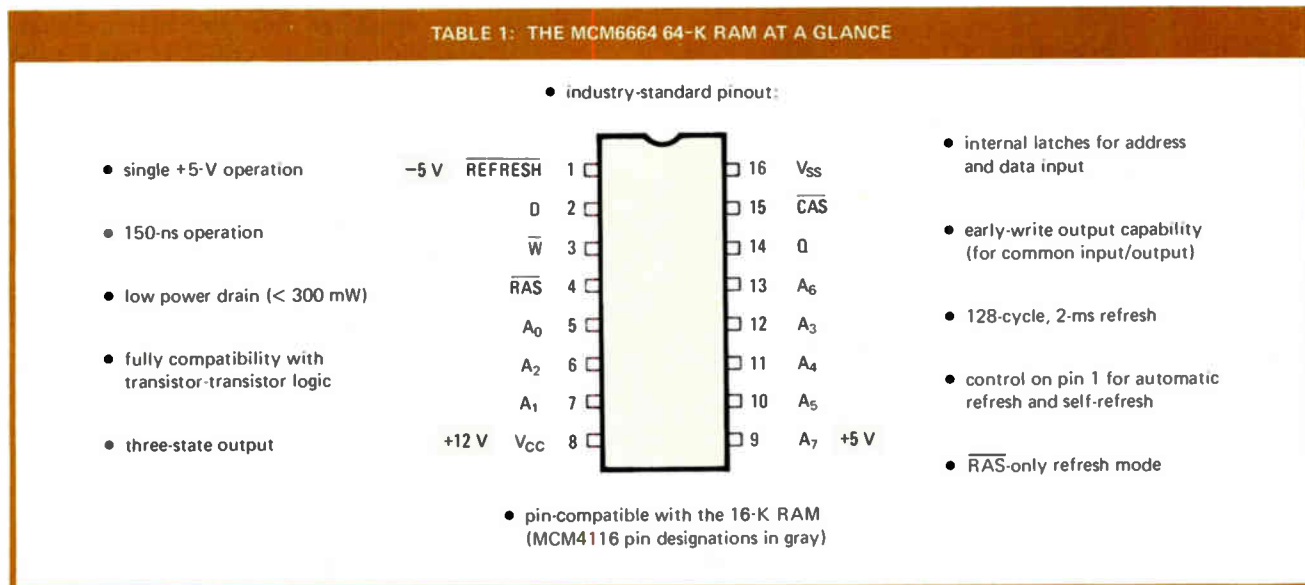 TABLE 1: THE MCM6664 64-K RAM AT A GLANCE
• industry-standard pinout:
• single +5-V operation
• 150-ns operation
• low power drain (< 300 mW)
• fully compatibility with
transistor-transistor logic
• three-state output
−5 V R̅E̅F̅R̅E̅S̅H̅ 1
D 2
W̅ 3
R̅A̅S̅ 4
A₀ 5
A₂ 6
A₁ 7
+12 V VCC 8
16 VSS
15 C̅A̅S̅
14 Q
13 A₆
12 A₃
11 A₄
10 A₅
9 A₇ +5 V
• internal latches for address
and data input
• early-write output capability
(for common input/output)
• 128-cycle, 2-ms refresh
• control on pin 1 for automatic
refresh and self-refresh
• R̅A̅S̅-only refresh mode
• pin-compatible with the 16-K RAM
(MCM4116 pin designations in gray)